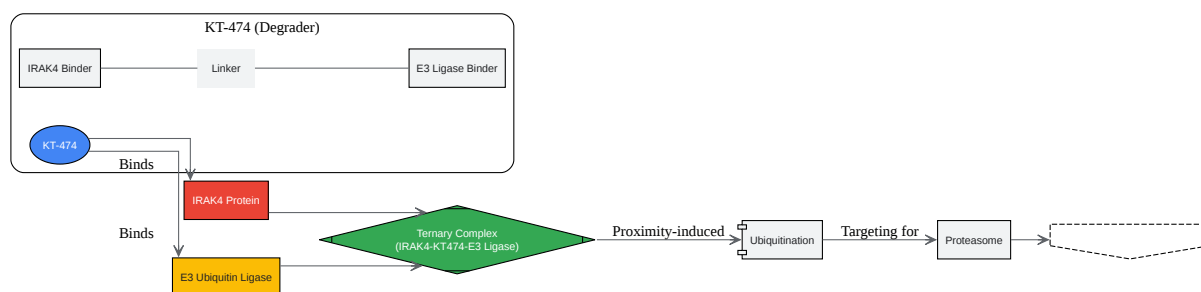 KT-474 (Degrader)
IRAK4 Binder
Linker
E3 Ligase Binder
KT-474
Binds
IRAK4 Protein
Binds
E3 Ubiquitin Ligase
Ternary Complex
(IRAK4-KT474-E3 Ligase)
Proximity-induced
Ubiquitination
Targeting for
Proteasome